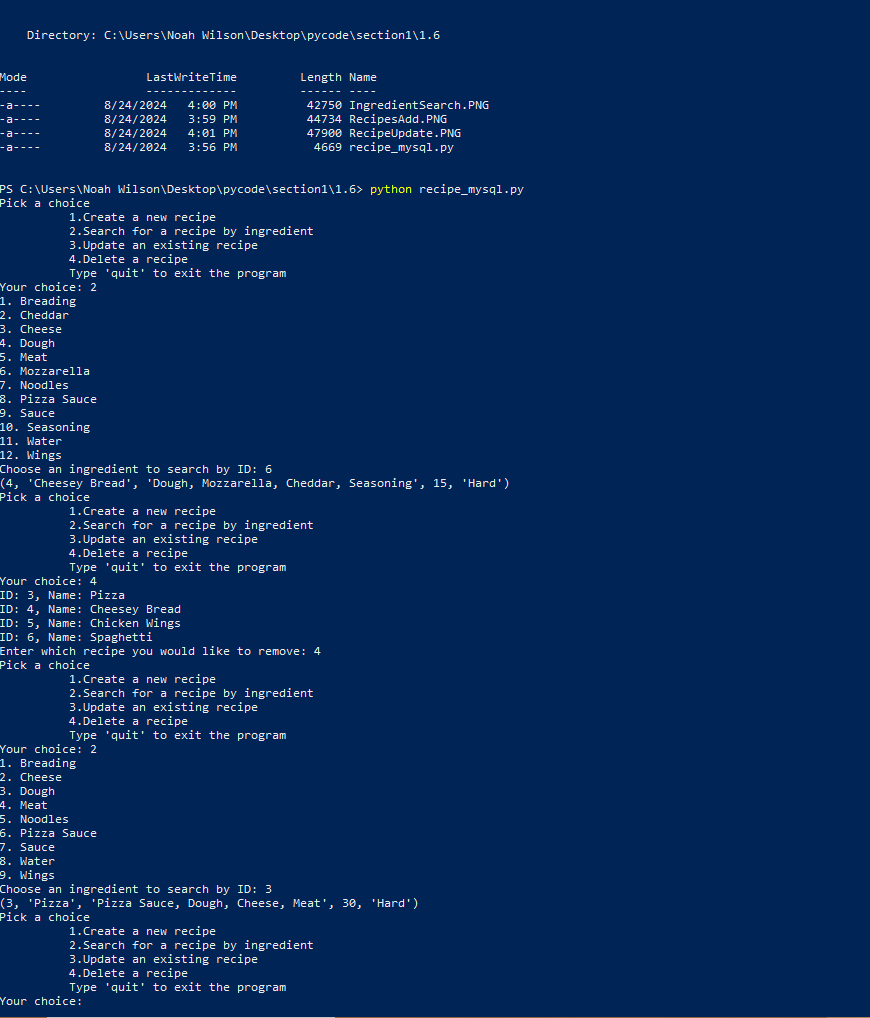 Directory: C:\Users\Noah Wilson\Desktop\pycode\section1\1.6
Mode                 LastWriteTime         Length Name
----                 -------------         ------ ----
-a----         8/24/2024   4:00 PM          42750 IngredientSearch.PNG
-a----         8/24/2024   3:59 PM          44734 RecipesAdd.PNG
-a----         8/24/2024   4:01 PM          47900 RecipeUpdate.PNG
-a----         8/24/2024   3:56 PM           4669 recipe_mysql.py
PS C:\Users\Noah Wilson\Desktop\pycode\section1\1.6> python recipe_mysql.py
Pick a choice
1.Create a new recipe
2.Search for a recipe by ingredient
3.Update an existing recipe
4.Delete a recipe
Type 'quit' to exit the program
Your choice: 2
1. Breading
2. Cheddar
3. Cheese
4. Dough
5. Meat
6. Mozzarella
7. Noodles
8. Pizza Sauce
9. Sauce
10. Seasoning
11. Water
12. Wings
Choose an ingredient to search by ID: 6
(4, 'Cheesey Bread', 'Dough, Mozzarella, Cheddar, Seasoning', 15, 'Hard')
Pick a choice
1.Create a new recipe
2.Search for a recipe by ingredient
3.Update an existing recipe
4.Delete a recipe
Type 'quit' to exit the program
Your choice: 4
ID: 3, Name: Pizza
ID: 4, Name: Cheesey Bread
ID: 5, Name: Chicken Wings
ID: 6, Name: Spaghetti
Enter which recipe you would like to remove: 4
Pick a choice
1.Create a new recipe
2.Search for a recipe by ingredient
3.Update an existing recipe
4.Delete a recipe
Type 'quit' to exit the program
Your choice: 2
1. Breading
2. Cheese
3. Dough
4. Meat
5. Noodles
6. Pizza Sauce
7. Sauce
8. Water
9. Wings
Choose an ingredient to search by ID: 3
(3, 'Pizza', 'Pizza Sauce, Dough, Cheese, Meat', 30, 'Hard')
Pick a choice
1.Create a new recipe
2.Search for a recipe by ingredient
3.Update an existing recipe
4.Delete a recipe
Type 'quit' to exit the program
Your choice: